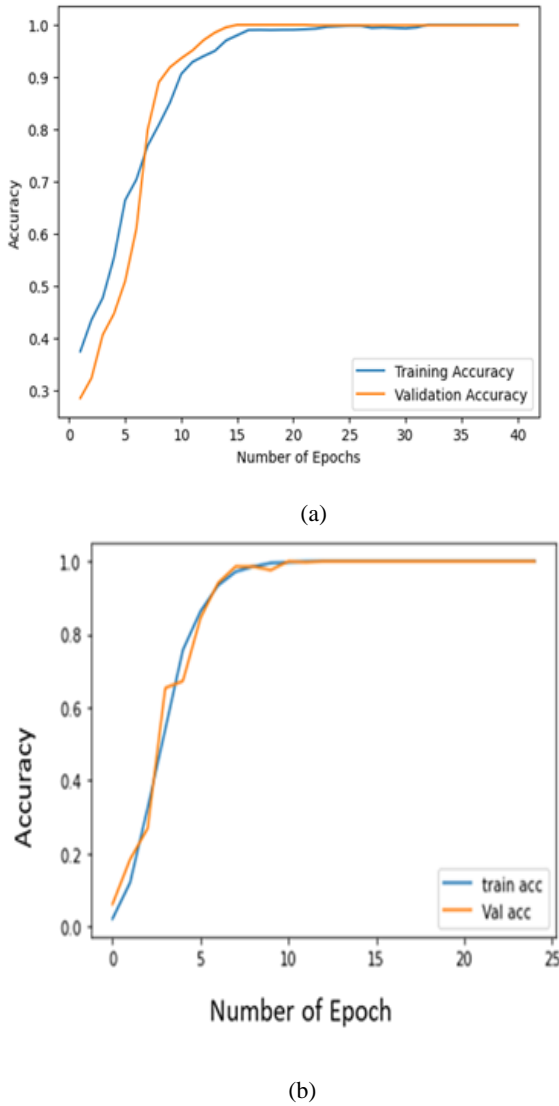 1.0
0.9
0.8
0.7
0.6
0.5
0.4
0.3
Accuracy
Training Accuracy
Validation Accuracy
0 5 10 15 20 25 30 35 40
Number of Epochs
(a)
1.0
0.8
0.6
0.4
0.2
0.0
Accuracy
train acc
Val acc
0 5 10 15 20 25
Number of Epoch
(b)